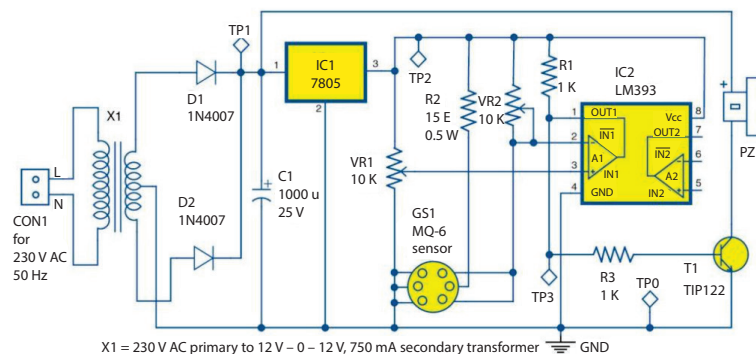 TP1
IC1
7805
1
3
2
TP2
R1
1 K
IC2
LM393
D1
1N4007
X1
R2
15 E
0.5 W
VR2
10 K
1
OUT1
Vcc
8
OUT2
7
2
IN1
IN2
6
A1
A2
3
IN1
IN2
5
4
GND
+
PZ
L
N
CON1
for
230 V AC
50 Hz
D2
1N4007
+
C1
1000 u
25 V
VR1
10 K
GS1
MQ-6
sensor
TP3
R3
1 K
TP0
T1
TIP122
X1 = 230 V AC primary to 12 V – 0 – 12 V, 750 mA secondary transformer
GND